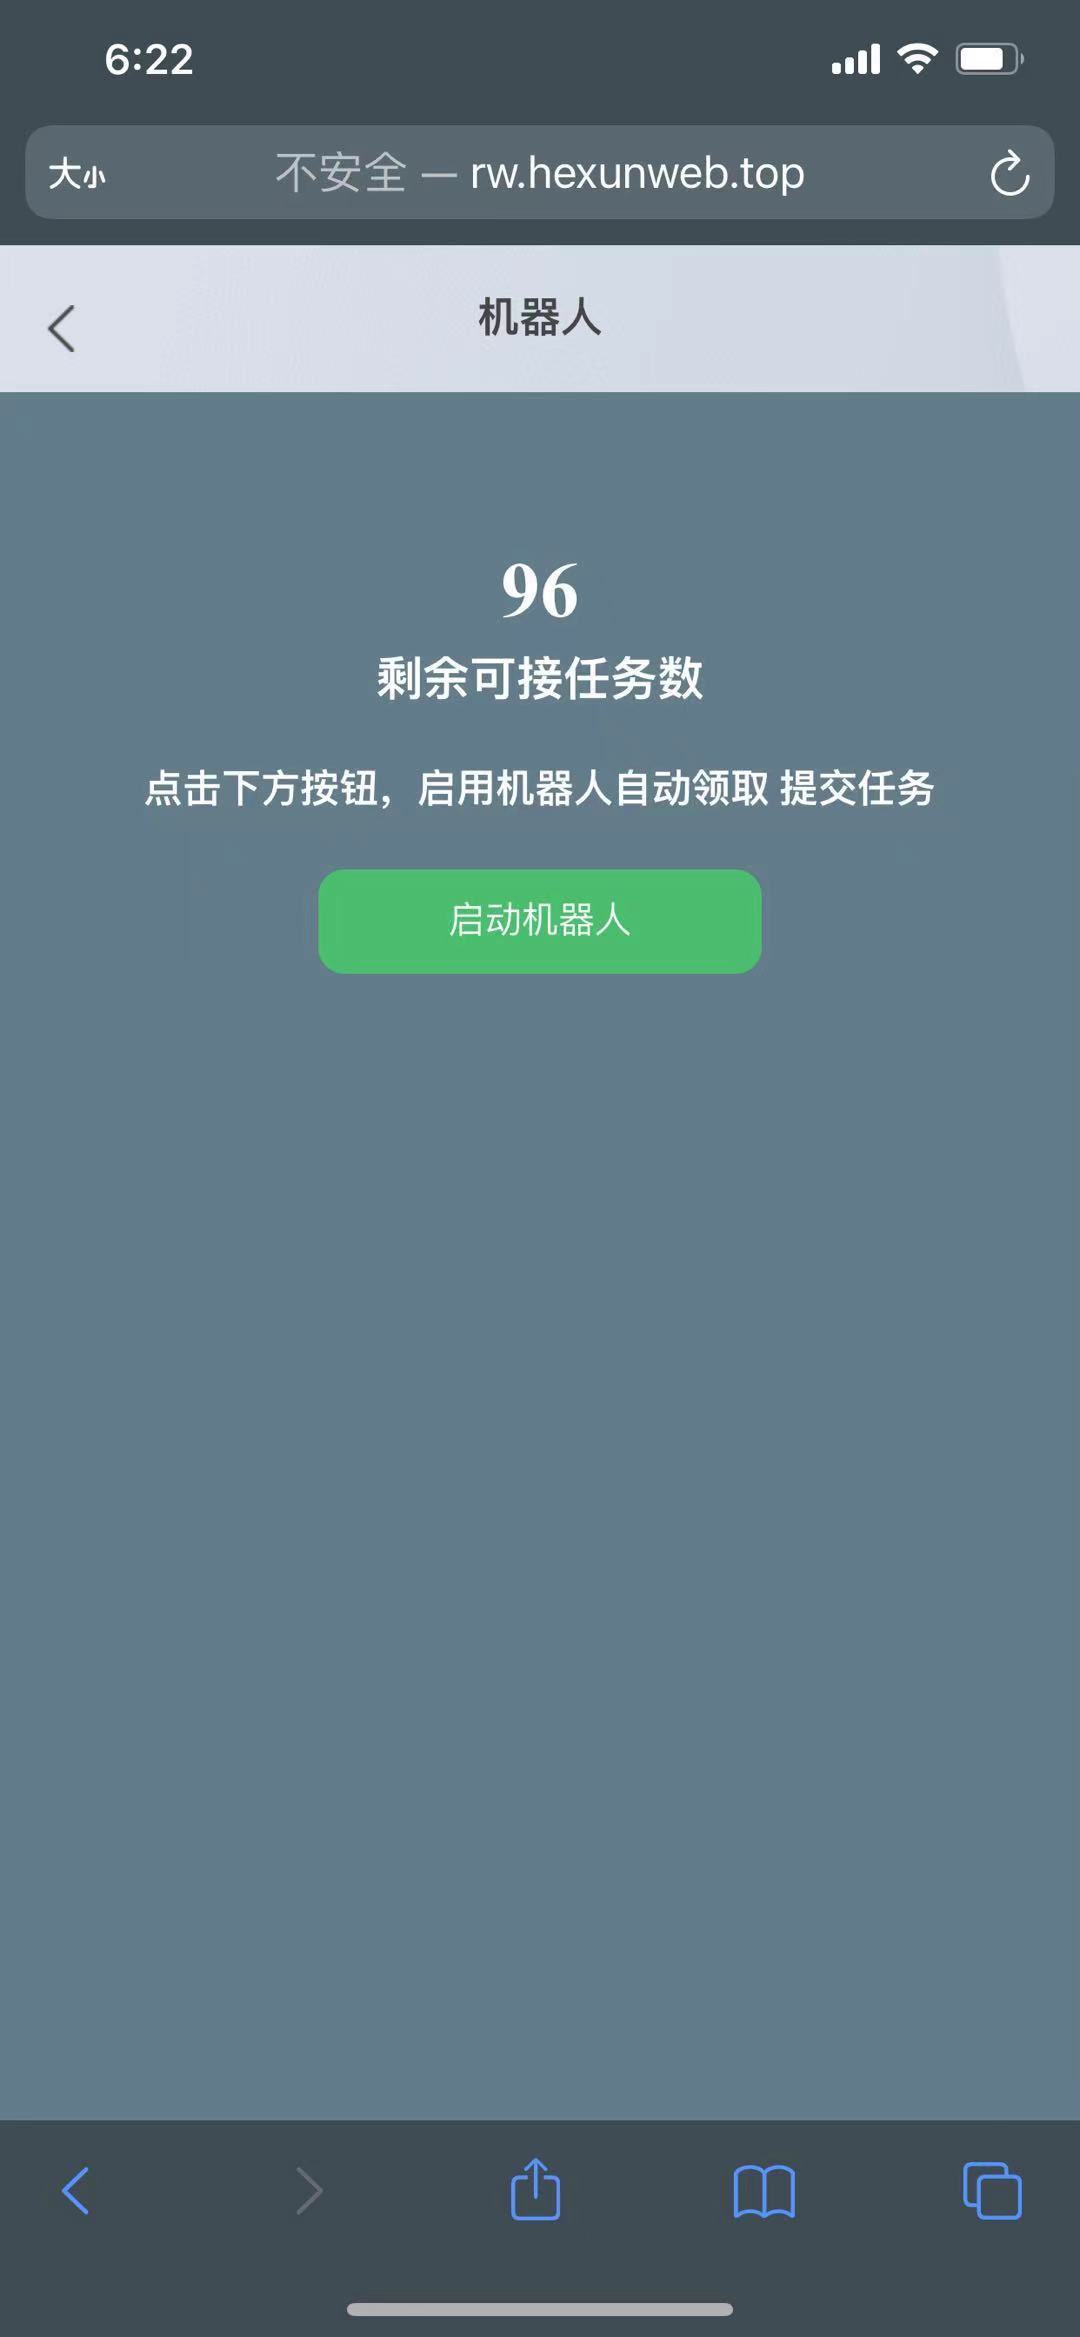 6:22
大小 不安全 — rw.hexunweb.top
机器人
96
剩余可接任务数
点击下方按钮，启用机器人自动领取 提交任务
启动机器人